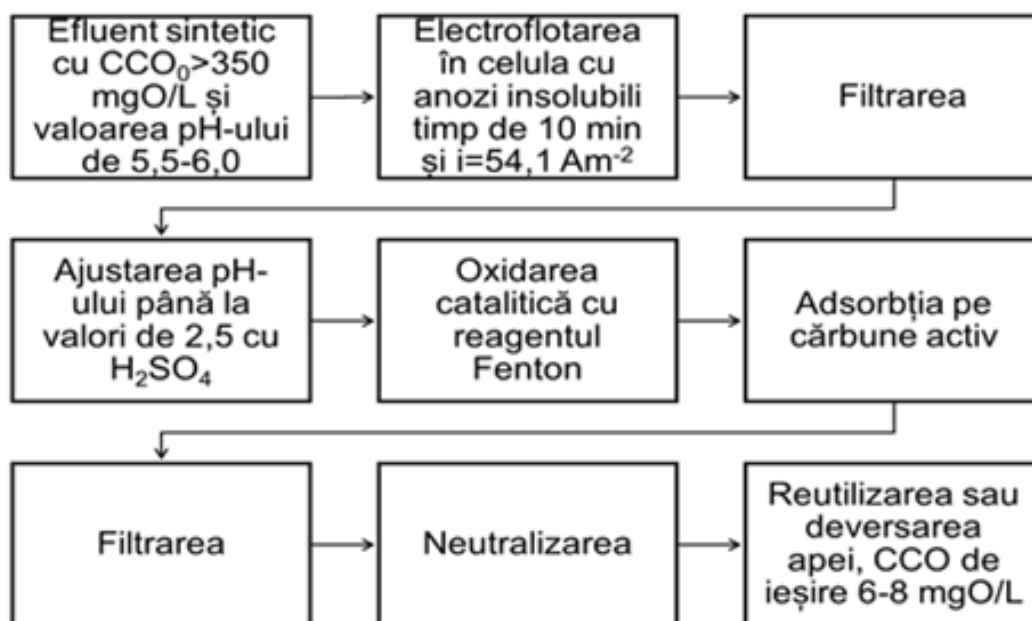 Efluent sintetic
cu CCO₀>350
mgO/L și
valoarea pH-ului
de 5,5-6,0
Electroflotarea
în celula cu
anozi insolubili
timp de 10 min
și i=54,1 Am⁻²
Filtrarea
Ajustarea pH-
ului până la
valori de 2,5 cu
H₂SO₄
Oxidarea
catalitică cu
reagentul
Fenton
Adsorbția pe
cărbune activ
Filtrarea
Neutralizarea
Reutilizarea sau
deversarea
apei, CCO de
ieșire 6-8 mgO/L